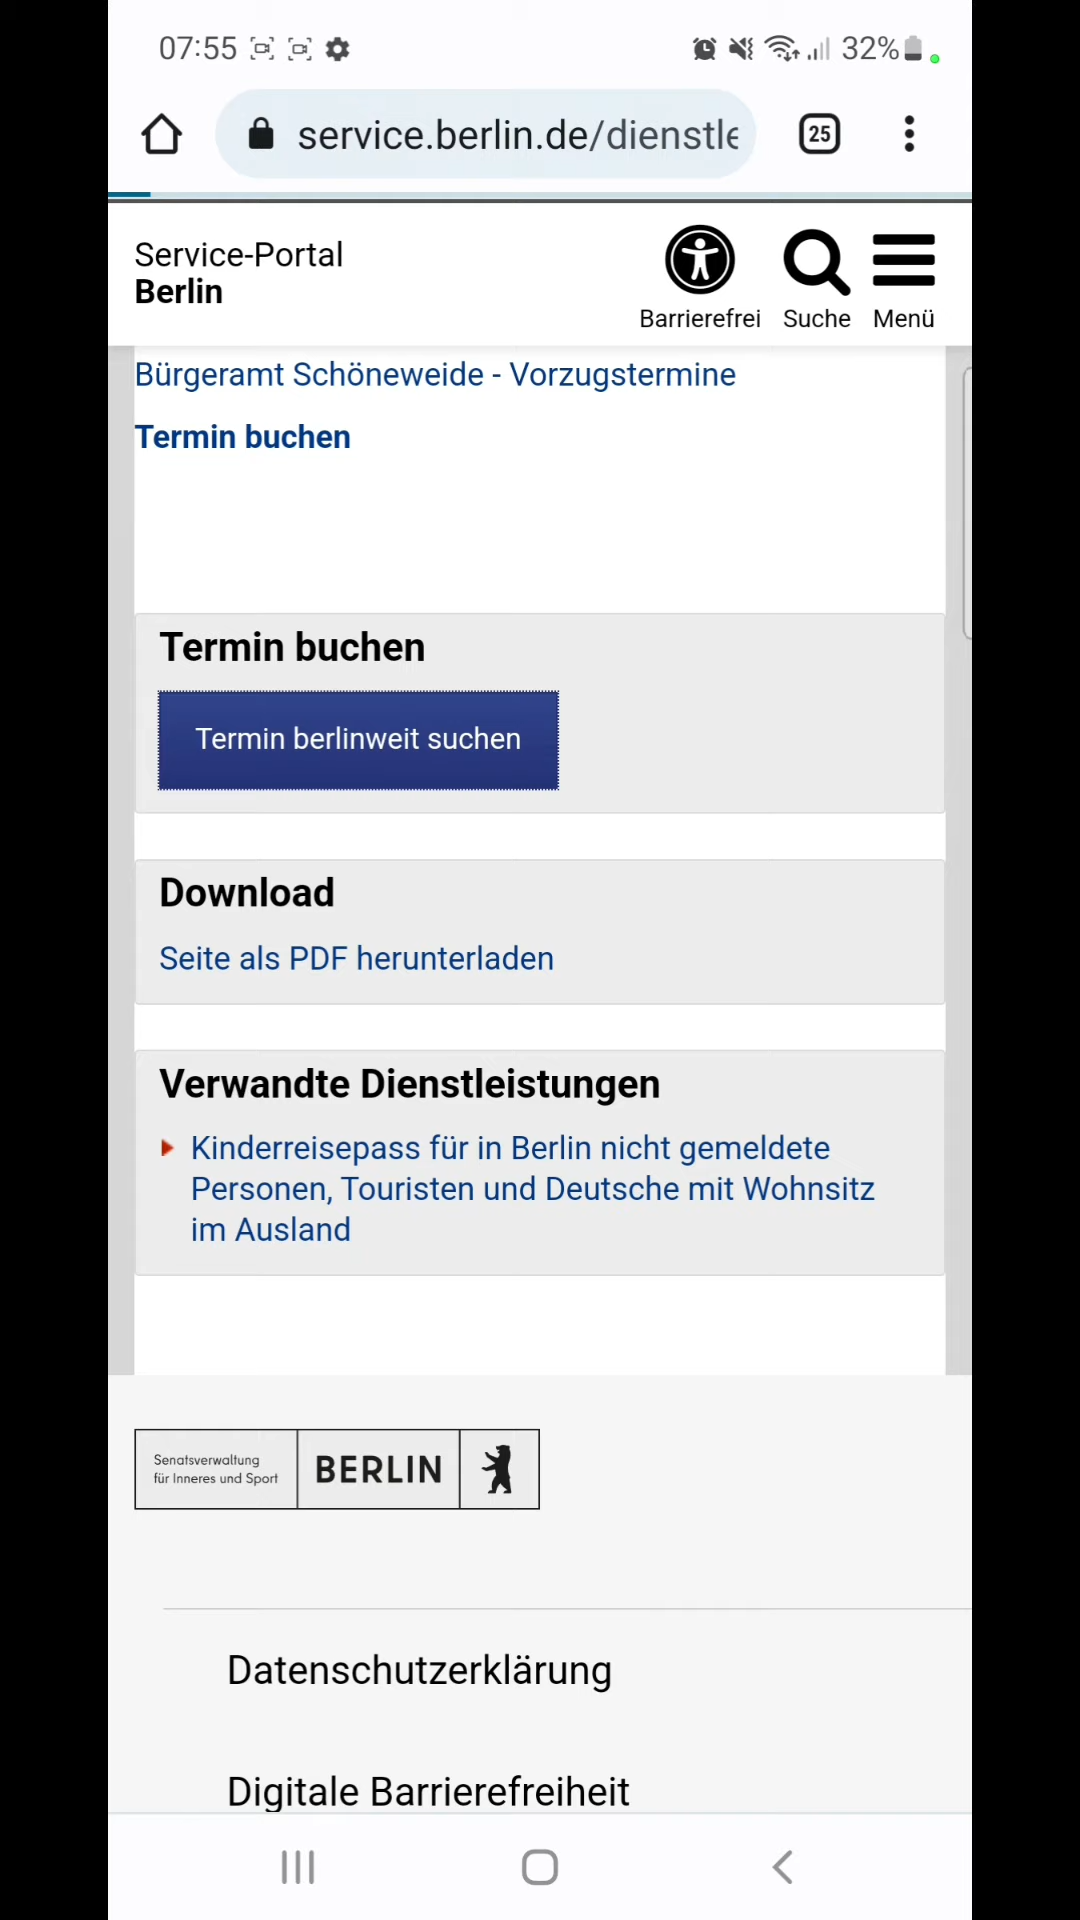 07:55
32%
service.berlin.de/dienstle
25
Service-Portal
Berlin
Barrierefrei
Suche
Menü
Bürgeramt Schöneweide - Vorzugstermine
Termin buchen
Termin buchen
Termin berlinweit suchen
Download
Seite als PDF herunterladen
Verwandte Dienstleistungen
Kinderreisepass für in Berlin nicht gemeldete
Personen, Touristen und Deutsche mit Wohnsitz
im Ausland
Senatsverwaltung
für Inneres und Sport
BERLIN
Datenschutzerklärung
Digitale Barrierefreiheit